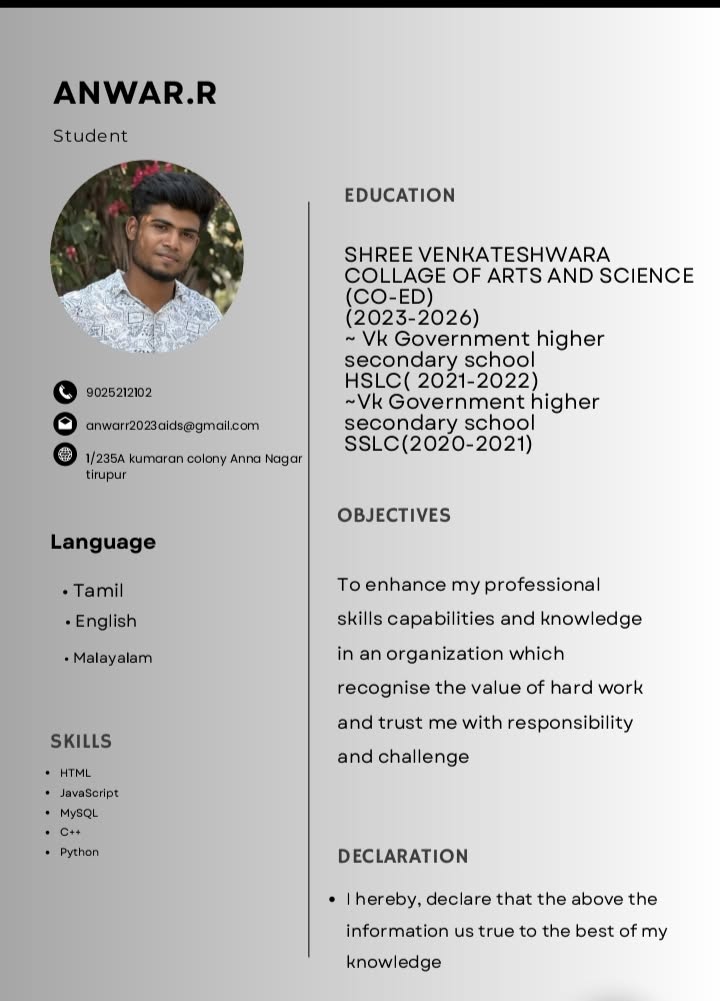 ANWAR.R
Student
9025212102
anwarr2023aids@gmail.com
1/235A kumaran colony Anna Nagar
tirupur
Language
• Tamil
• English
• Malayalam
SKILLS
• HTML
• JavaScript
• MySQL
• C++
• Python
EDUCATION
SHREE VENKATESHWARA
COLLAGE OF ARTS AND SCIENCE
(CO-ED)
(2023-2026)
~ Vk Government higher
secondary school
HSLC( 2021-2022)
~Vk Government higher
secondary school
SSLC(2020-2021)
OBJECTIVES
To enhance my professional
skills capabilities and knowledge
in an organization which
recognise the value of hard work
and trust me with responsibility
and challenge
DECLARATION
• I hereby, declare that the above the
information us true to the best of my
knowledge